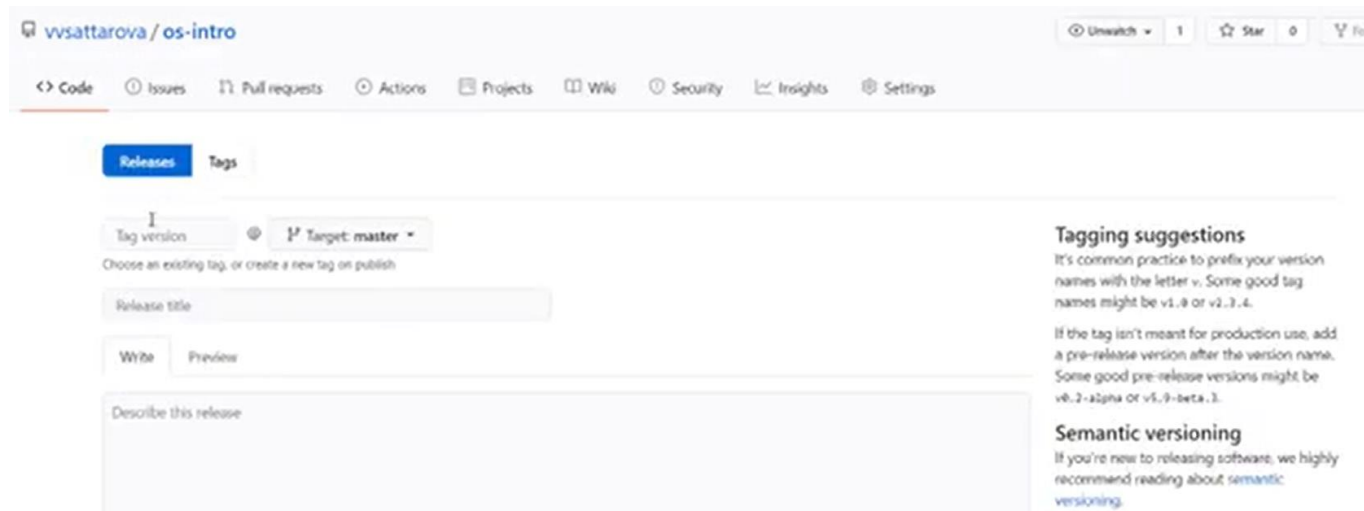 vvsattarova / os-intro
Unwatch 1 Star 0
Code Issues Pull requests Actions Projects Wiki Security Insights Settings
Releases Tags
Tag version @ Target: master
Choose an existing tag, or create a new tag on publish
Release title
Write Preview
Describe this release
Tagging suggestions
It's common practice to prefix your version
names with the letter v. Some good tag
names might be v1.0 or v2.3.4.
If the tag isn't meant for production use, add
a pre-release version after the version name.
Some good pre-release versions might be
v0.2-alpha or v5.9-beta.3.
Semantic versioning
If you're new to releasing software, we highly
recommend reading about semantic
versioning.